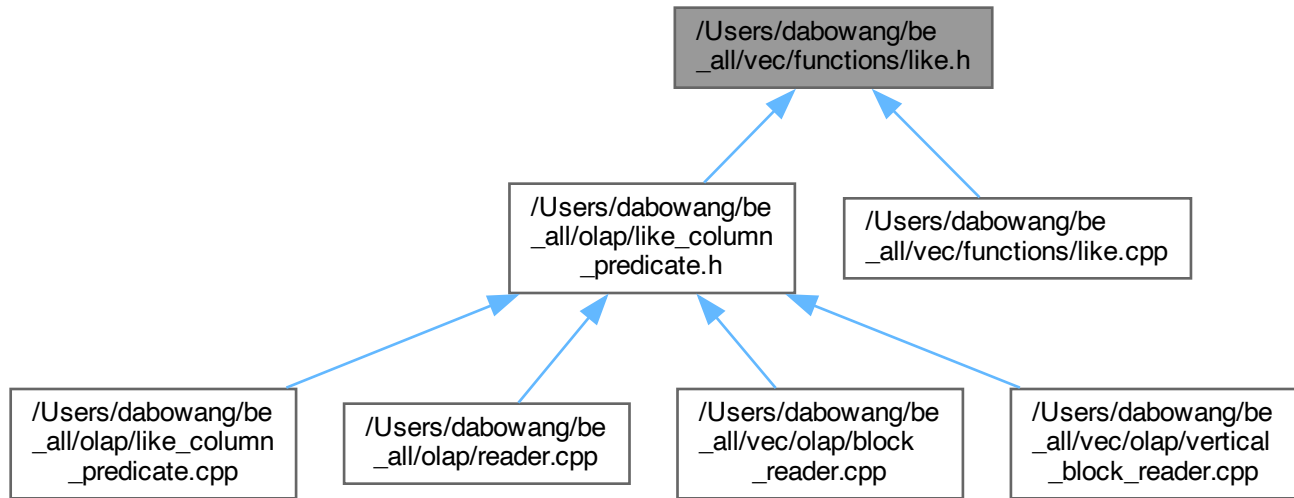 /Users/dabowang/be
_all/vec/functions/like.h
/Users/dabowang/be
_all/olap/like_column
_predicate.h
/Users/dabowang/be
_all/vec/functions/like.cpp
/Users/dabowang/be
_all/olap/like_column
_predicate.cpp
/Users/dabowang/be
_all/olap/reader.cpp
/Users/dabowang/be
_all/vec/olap/block
_reader.cpp
/Users/dabowang/be
_all/vec/olap/vertical
_block_reader.cpp